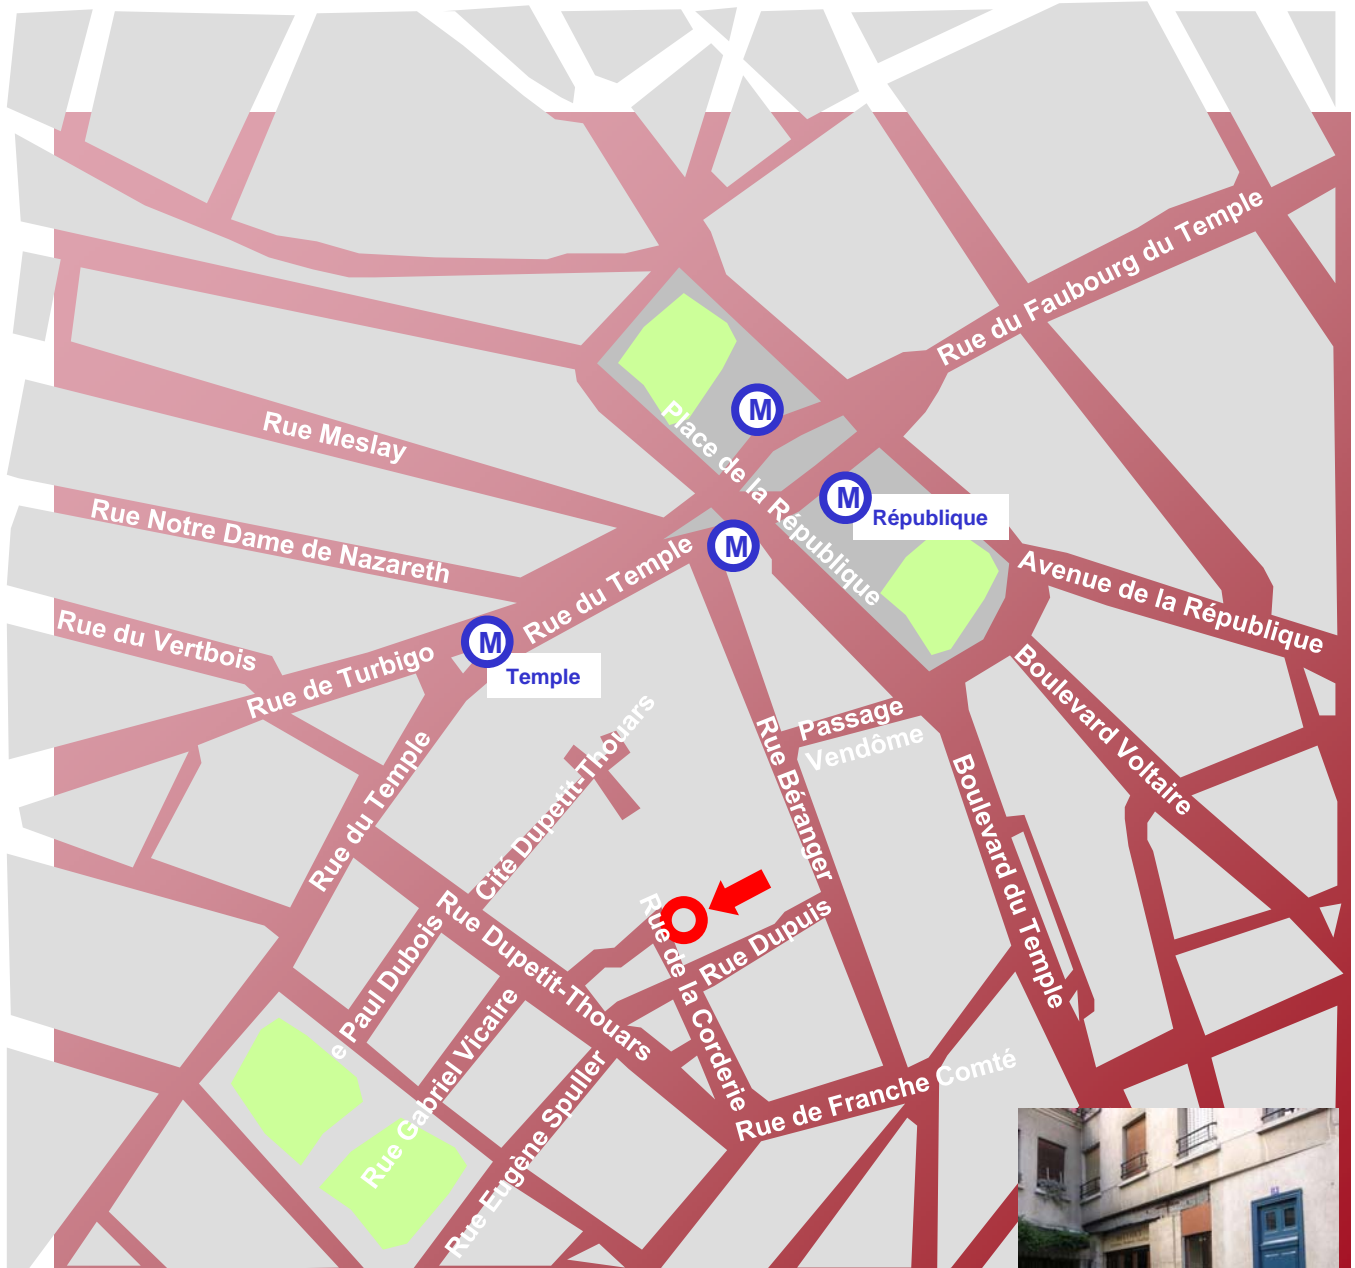 Rue du Faubourg du Temple
M
Place de la République
Rue Meslay
M
République
Rue Notre Dame de Nazareth
M
Rue du Temple
Avenue de la République
Rue du Vertbois
M
Temple
Rue de Turbigo
Boulevard Voltaire
Cité Dupetit-Thouars
Passage
Vendôme
Rue Béranger
Rue du Temple
Boulevard du Temple
Rue Dupetit-Thouars
Rue de la Corderie
Rue Dupuis
e Paul Dubois
Rue Gabriel Vicaire
Rue Eugène Spuller
Rue de Franche Comté